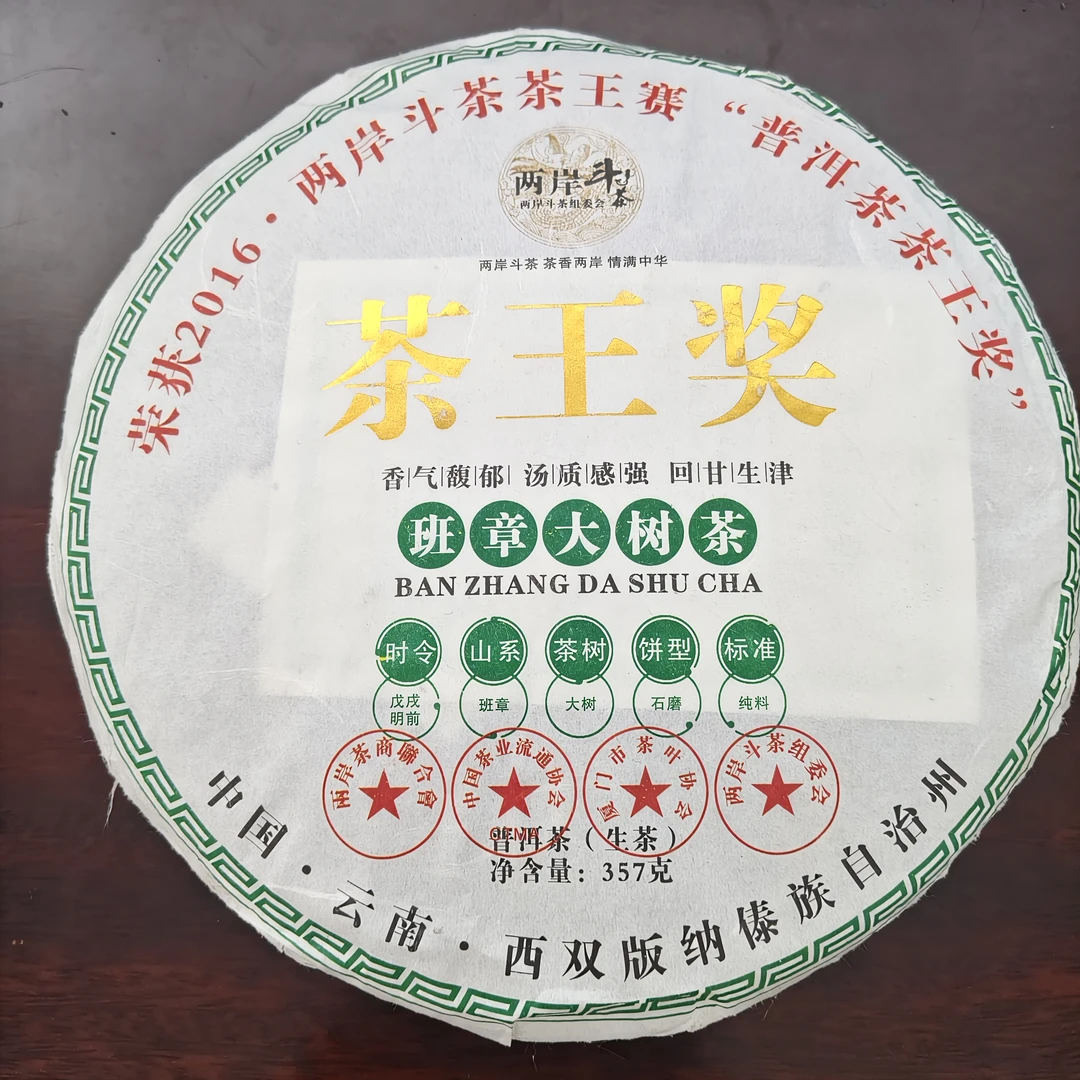 荣获2016·两岸斗茶茶王赛“普洱茶茶王奖”
两岸斗茶
两岸斗茶组委会
两岸斗茶 茶香两岸 情满中华
茶王奖
香|气|馥|郁| 汤|质|感|强 回|甘|生|津
班章大树茶
BAN ZHANG DA SHU CHA
时令 山系 茶树 饼型 标准
戊戌明前 班章 大树 石磨 纯料
兩岸茶商聯合會
中国茶业流通协会
厦门市茶叶协会
两岸斗茶组委会
普洱茶（生茶）
净含量：357克
中国·云南·西双版纳傣族自治州